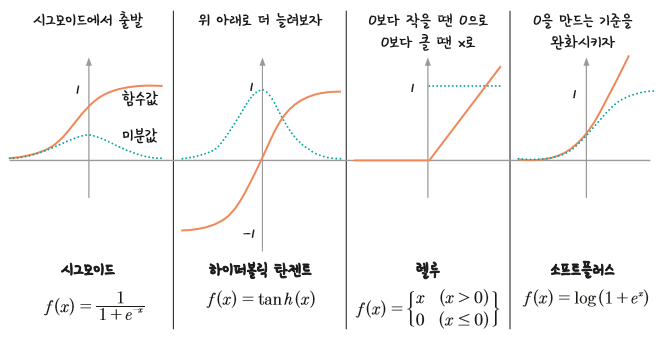 시그모이드에서 출발
1
함수값
미분값
시그모이드
f(x) = 1 / (1+e^-x)
위 아래로 더 늘려보자
1
-1
하이퍼볼릭 탄젠트
f(x) = tanh(x)
0보다 작을 땐 0으로
0보다 클 땐 x로
1
렐루
f(x) = { x (x > 0)
0 (x ≤ 0) }
0을 만드는 기준을
완화시키자
1
소프트플러스
f(x) = log(1+e^x)